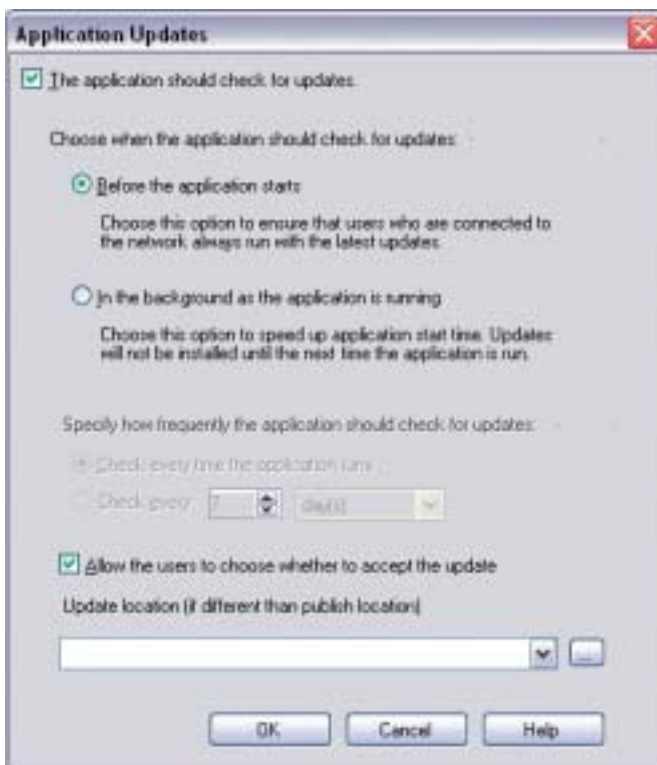 Application Updates
The application should check for updates.
Choose when the application should check for updates:
Before the application starts
Choose this option to ensure that users who are connected to
the network always run with the latest updates.
In the background as the application is running
Choose this option to speed up application start time. Updates
will not be installed until the next time the application is run.
Specify how frequently the application should check for updates:
Check every time the application runs
Check every: 7 day(s)
Allow the users to choose whether to accept the update
Update location (if different than publish location)
...
OK Cancel Help